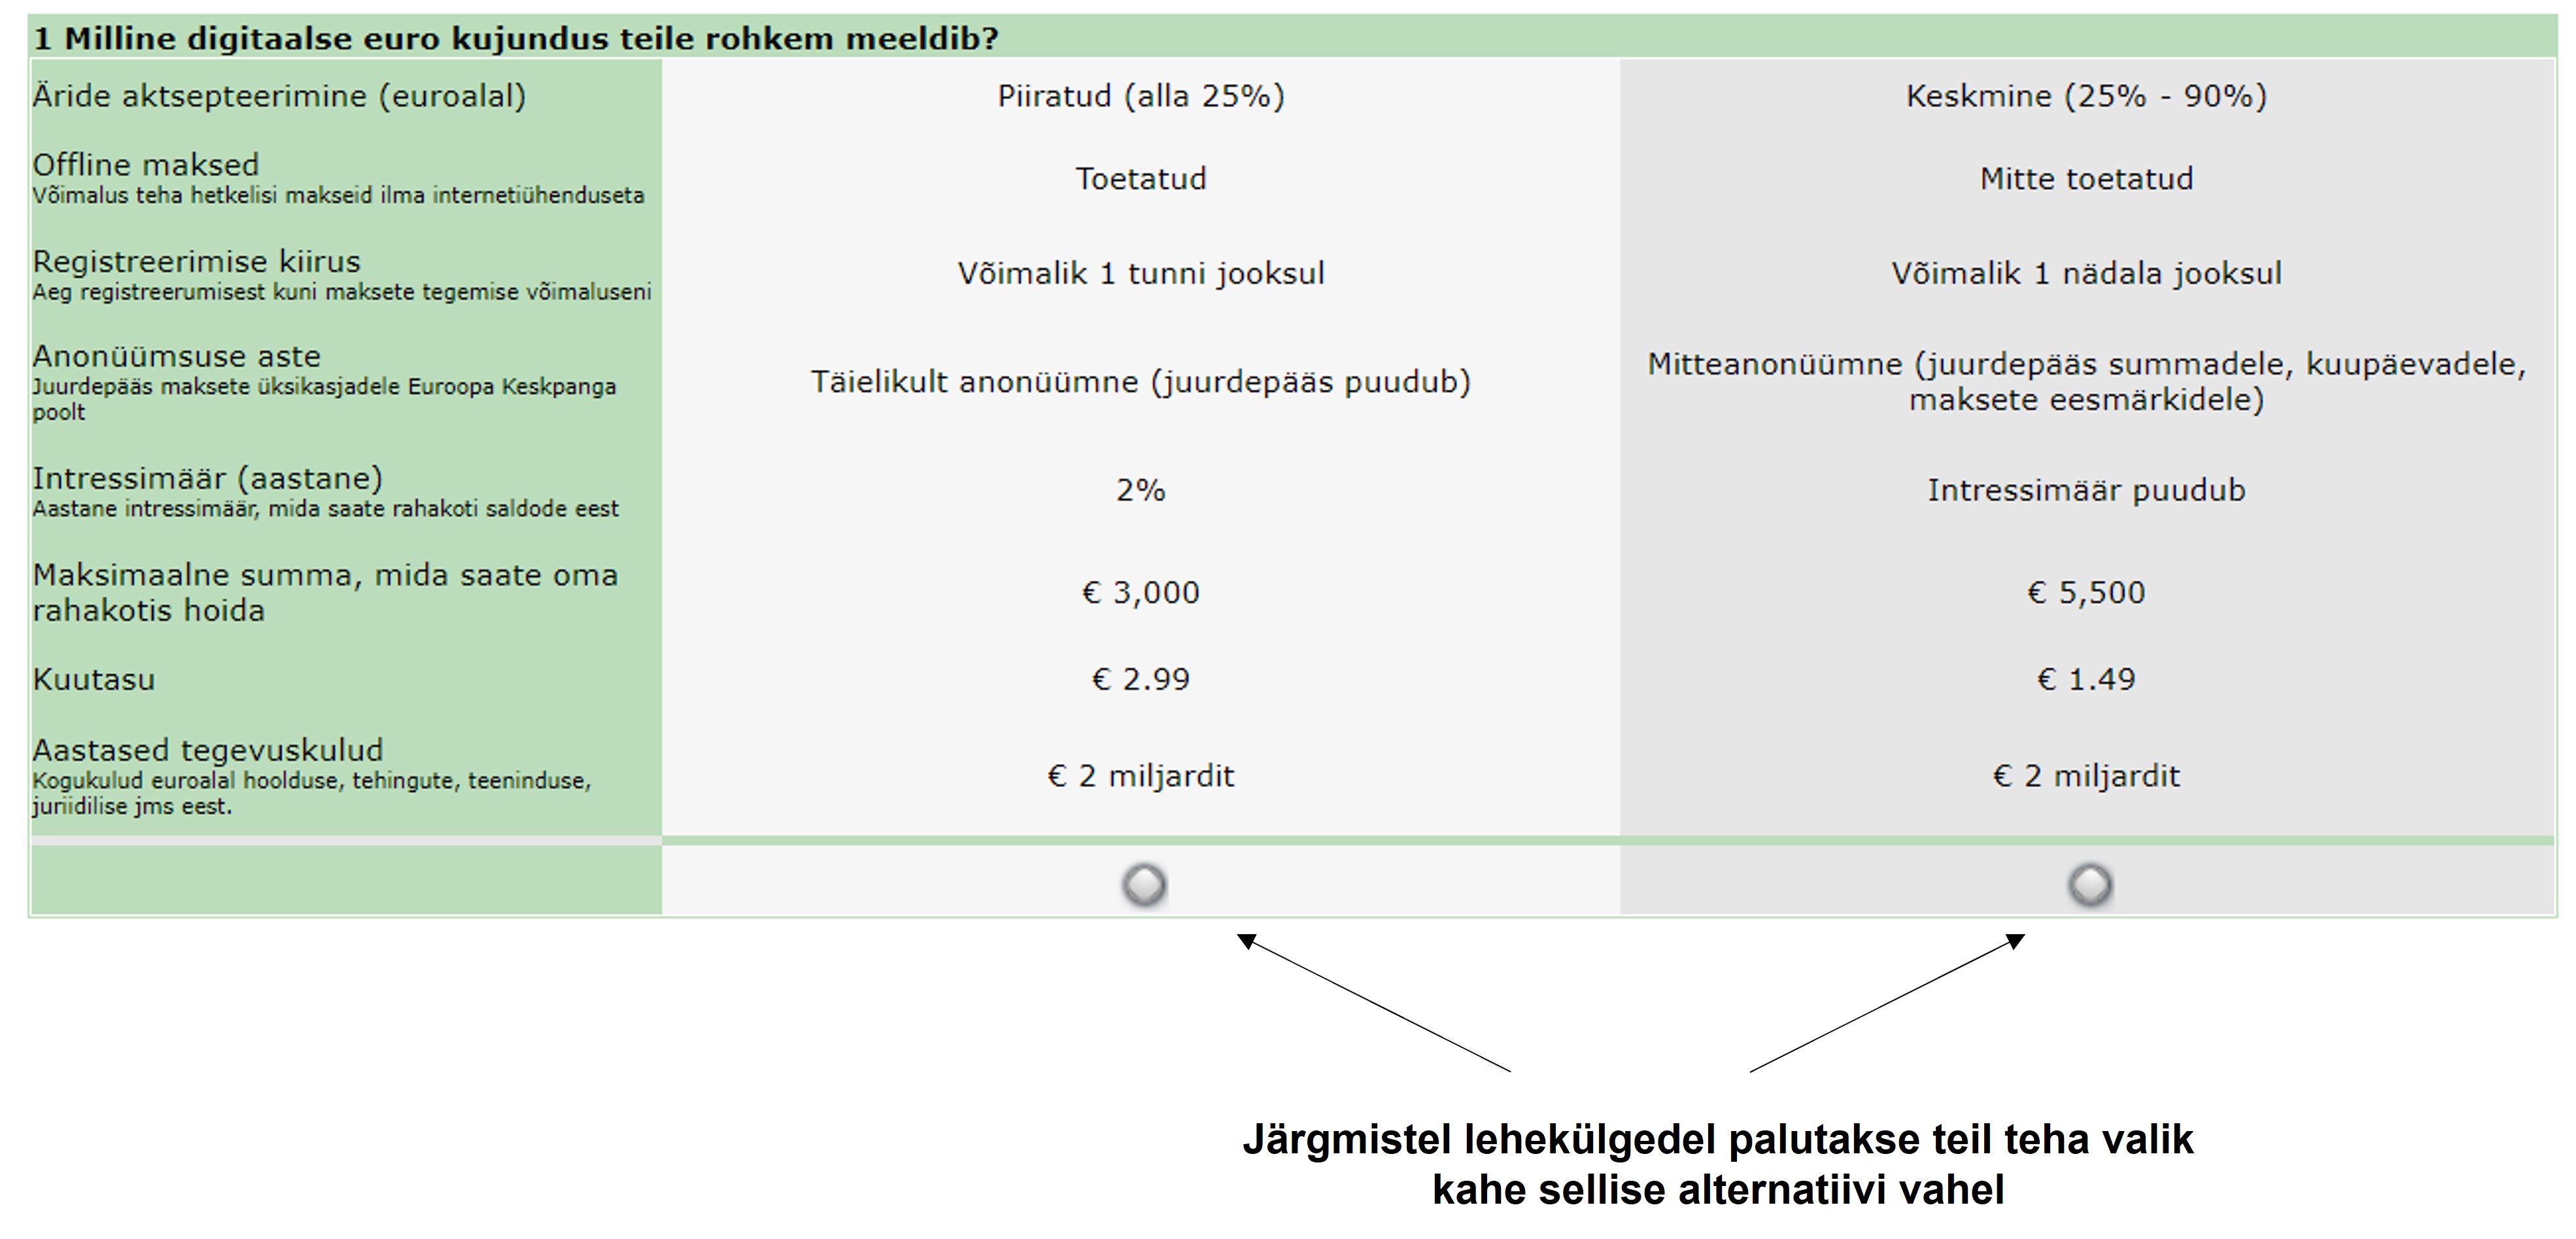 1 Milline digitaalse euro kujundus teile rohkem meeldib?
Äride aktsepteerimine (euroalal)
Piiratud (alla 25%)
Keskmine (25% - 90%)
Offline maksed
Võimalus teha hetkelisi makseid ilma internetiühenduseta
Toetatud
Mitte toetatud
Registreerimise kiirus
Aeg registreerumisest kuni maksete tegemise võimaluseni
Võimalik 1 tunni jooksul
Võimalik 1 nädala jooksul
Anonüümsuse aste
Juurdepääs maksete üksikasjadele Euroopa Keskpanga
poolt
Täielikult anonüümne (juurdepääs puudub)
Mitteanonüümne (juurdepääs summadele, kuupäevadele,
maksete eesmärkidele)
Intressimäär (aastane)
Aastane intressimäär, mida saate rahakoti saldode eest
2%
Intressimäär puudub
Maksimaalne summa, mida saate oma
rahakotis hoida
€ 3,000
€ 5,500
Kuutasu
€ 2.99
€ 1.49
Aastased tegevuskulud
Kogukulud euroalal hoolduse, tehingute, teeninduse,
juriidilise jms eest.
€ 2 miljardit
€ 2 miljardit
Järgmistel lehekülgedel palutakse teil teha valik
kahe sellise alternatiivi vahel